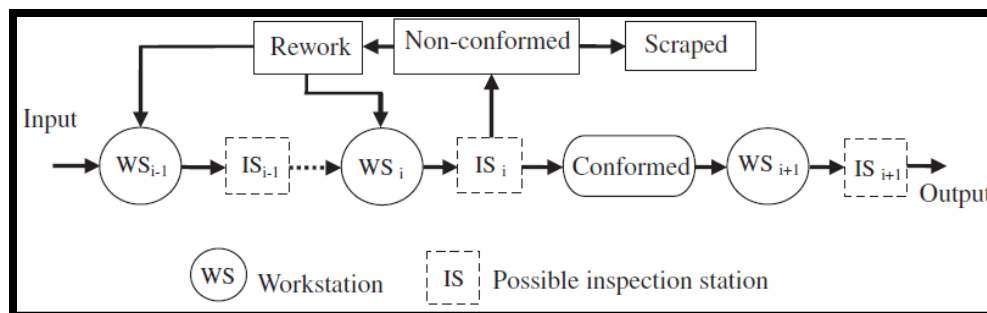 Rework
Non-conformed
Scraped
Input
WSi-1
ISi-1
WS i
IS i
Conformed
WS i+1
IS i+1
Output
WS Workstation
IS Possible inspection station